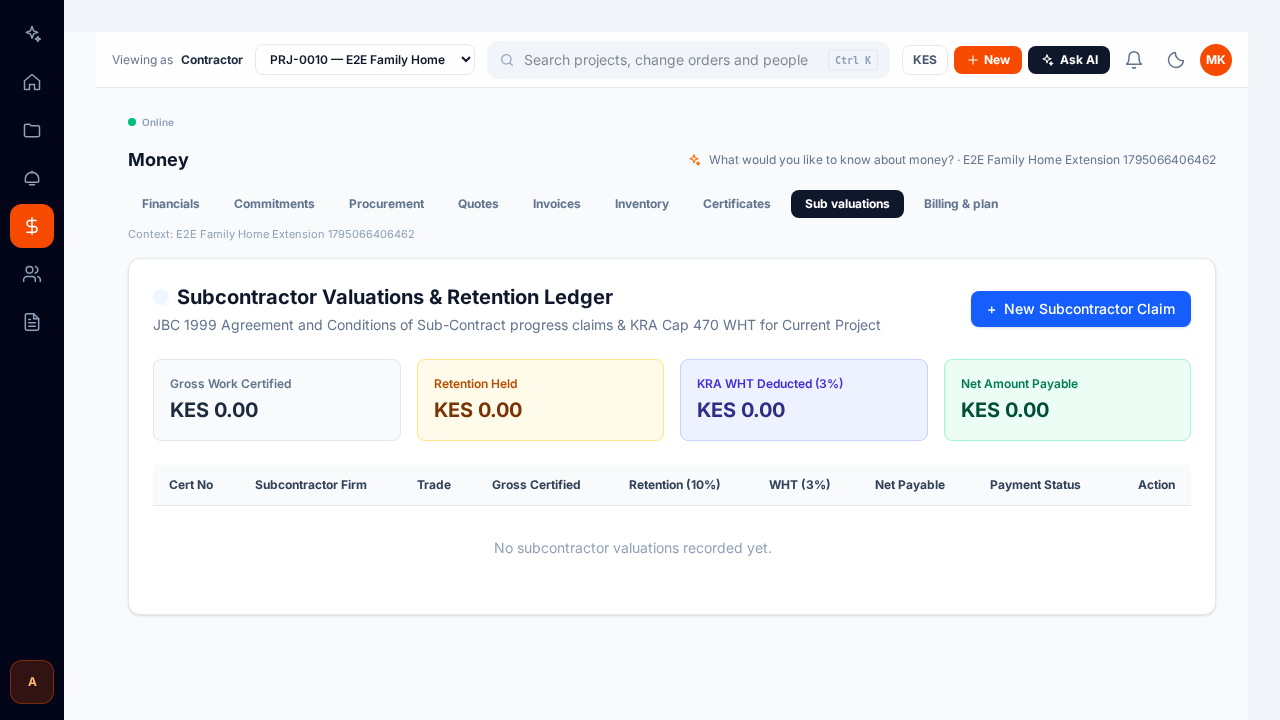 Viewing as Contractor PRJ-0010 — E2E Family Home Search projects, change orders and people Ctrl K KES + New Ask AI MK
Online
Money
What would you like to know about money? · E2E Family Home Extension 1795066406462
Financials Commitments Procurement Quotes Invoices Inventory Certificates Sub valuations Billing & plan
Context: E2E Family Home Extension 1795066406462
Subcontractor Valuations & Retention Ledger
JBC 1999 Agreement and Conditions of Sub-Contract progress claims & KRA Cap 470 WHT for Current Project
+ New Subcontractor Claim
Gross Work Certified Retention Held KRA WHT Deducted (3%) Net Amount Payable
KES 0.00 KES 0.00 KES 0.00 KES 0.00
Cert No Subcontractor Firm Trade Gross Certified Retention (10%) WHT (3%) Net Payable Payment Status Action
No subcontractor valuations recorded yet.
A